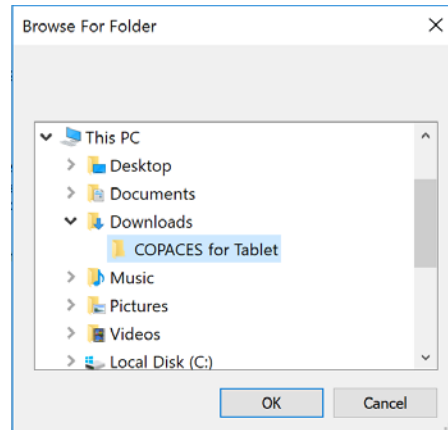 Browse For Folder
This PC
Desktop
Documents
Downloads
COPACES for Tablet
Music
Pictures
Videos
Local Disk (C:)
OK
Cancel